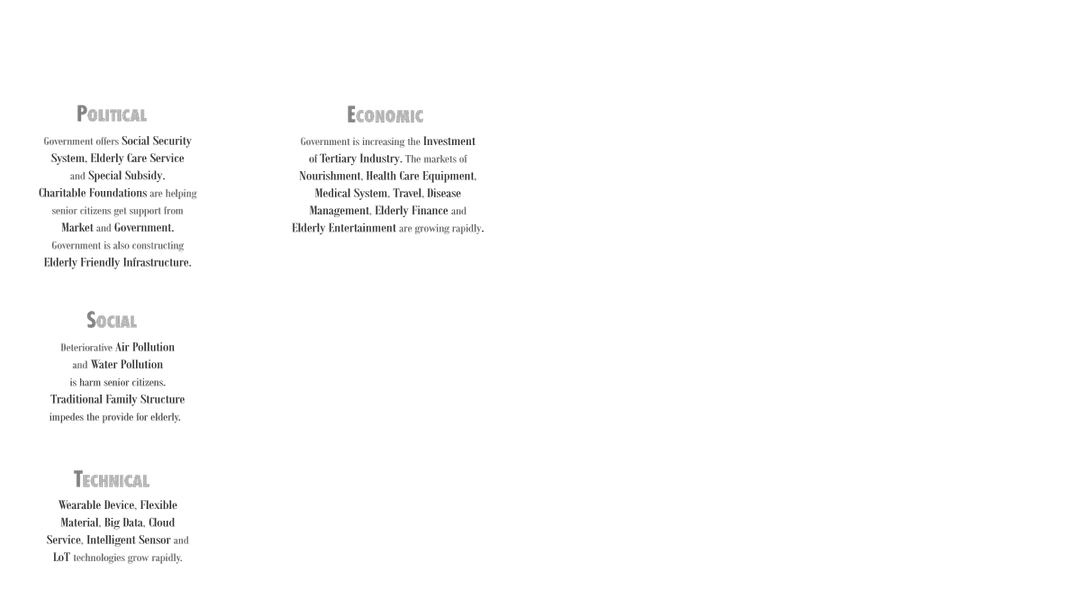 POLITICAL
Government offers Social Security
System, Elderly Care Service
and Special Subsidy.
Charitable Foundations are helping
senior citizens get support from
Market and Government.
Government is also constructing
Elderly Friendly Infrastructure.
ECONOMIC
Government is increasing the Investment
of Tertiary Industry. The markets of
Nourishment, Health Care Equipment,
Medical System, Travel, Disease
Management, Elderly Finance and
Elderly Entertainment are growing rapidly.
SOCIAL
Deteriorative Air Pollution
and Water Pollution
is harm senior citizens.
Traditional Family Structure
impedes the provide for elderly.
TECHNICAL
Wearable Device, Flexible
Material, Big Data, Cloud
Service, Intelligent Sensor and
LoT technologies grow rapidly.